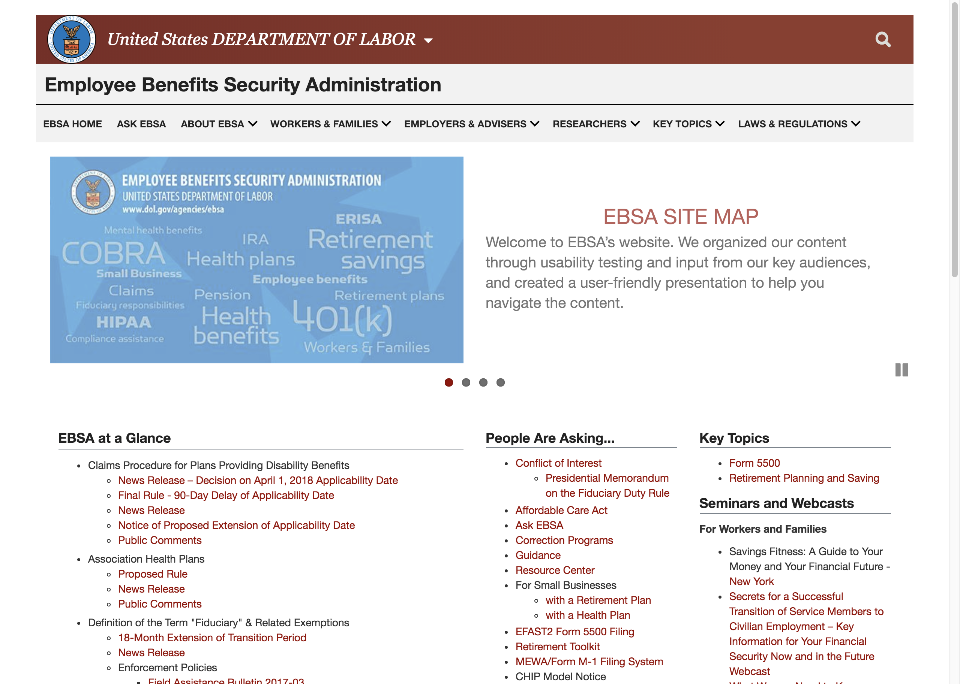 United States DEPARTMENT OF LABOR
Employee Benefits Security Administration
EBSA HOME ASK EBSA ABOUT EBSA WORKERS & FAMILIES EMPLOYERS & ADVISERS RESEARCHERS KEY TOPICS LAWS & REGULATIONS
EMPLOYEE BENEFITS SECURITY ADMINISTRATION
UNITED STATES DEPARTMENT OF LABOR
www.dol.gov/agencies/ebsa
ERISA
Mental health benefits
IRA
Retirement
savings
COBRA
Health plans
Small Business
Employee benefits
Claims
Pension
Retirement plans
Fiduciary responsibilities
HIPAA
Health
benefits
401(k)
Compliance assistance
Workers & Families
EBSA SITE MAP
Welcome to EBSA's website. We organized our content
through usability testing and input from our key audiences,
and created a user-friendly presentation to help you
navigate the content.
EBSA at a Glance
Claims Procedure for Plans Providing Disability Benefits
News Release – Decision on April 1, 2018 Applicability Date
Final Rule - 90-Day Delay of Applicability Date
News Release
Notice of Proposed Extension of Applicability Date
Public Comments
Association Health Plans
Proposed Rule
News Release
Public Comments
Definition of the Term "Fiduciary" & Related Exemptions
18-Month Extension of Transition Period
News Release
Enforcement Policies
Field Assistance Bulletin 2017-03
People Are Asking...
Conflict of Interest
Presidential Memorandum
on the Fiduciary Duty Rule
Affordable Care Act
Ask EBSA
Correction Programs
Guidance
Resource Center
For Small Businesses
with a Retirement Plan
with a Health Plan
EFAST2 Form 5500 Filing
Retirement Toolkit
MEWA/Form M-1 Filing System
CHIP Model Notice
Key Topics
Form 5500
Retirement Planning and Saving
Seminars and Webcasts
For Workers and Families
Savings Fitness: A Guide to Your
Money and Your Financial Future -
New York
Secrets for a Successful
Transition of Service Members to
Civilian Employment – Key
Information for Your Financial
Security Now and in the Future
Webcast